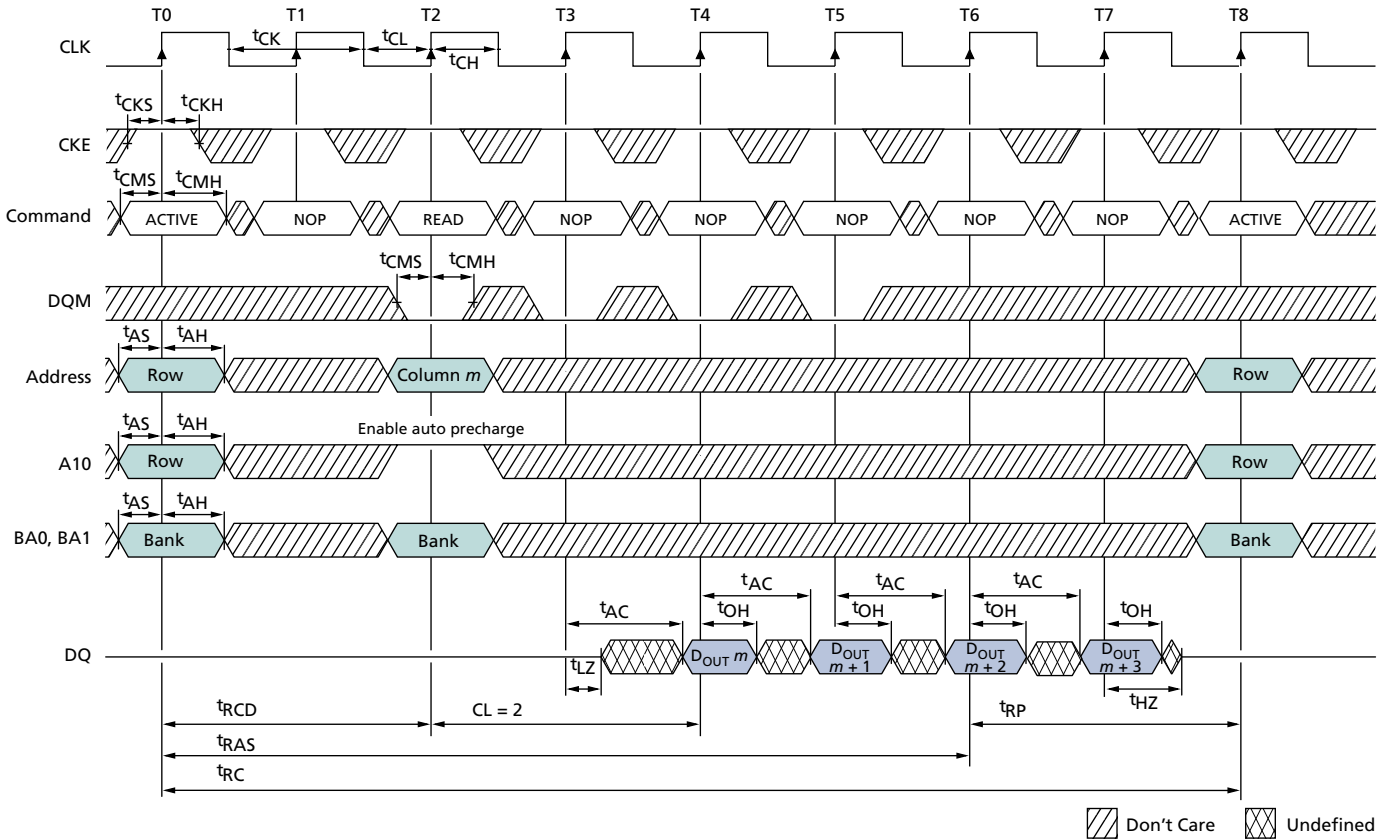 T0 T1 T2 T3 T4 T5 T6 T7 T8
CLK
tCK tCL
tCH
tCKS tCKH
CKE
tCMS tCMH
Command ACTIVE NOP READ NOP NOP NOP NOP NOP ACTIVE
tCMS tCMH
DQM
tAS tAH
Address Row Column m Row
tAS tAH
Enable auto precharge
A10 Row Row
tAS tAH
BA0, BA1 Bank Bank Bank
tAC tAC tAC
tAC tOH tOH tOH tOH
DQ DOUT m DOUT m + 1 DOUT m + 2 DOUT m + 3
tLZ tHZ
tRCD CL = 2 tRP
tRAS
tRC
Don't Care Undefined